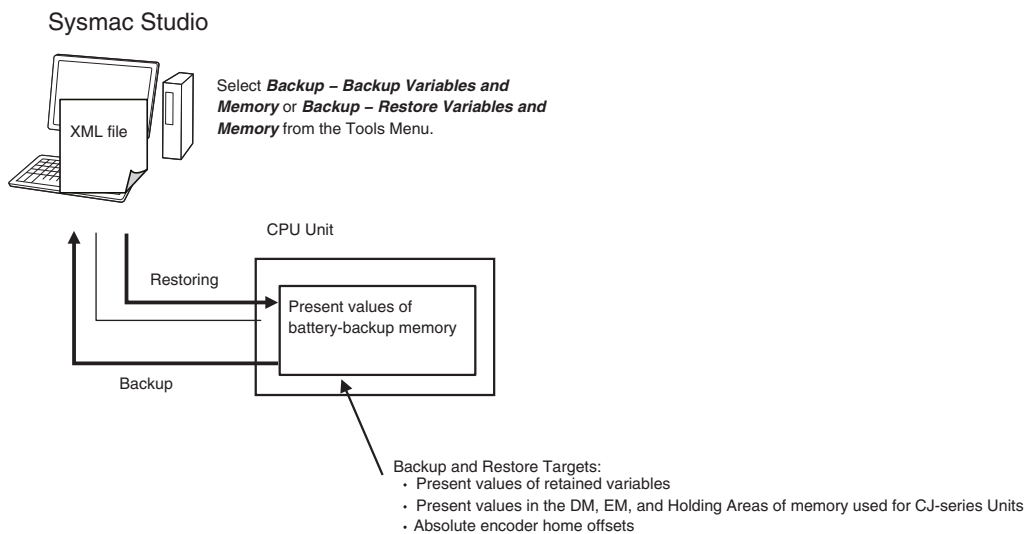 Sysmac Studio
Select Backup – Backup Variables and
Memory or Backup – Restore Variables and
Memory from the Tools Menu.
XML file
CPU Unit
Restoring
Present values of
battery-backup memory
Backup
Backup and Restore Targets:
• Present values of retained variables
• Present values in the DM, EM, and Holding Areas of memory used for CJ-series Units
• Absolute encoder home offsets